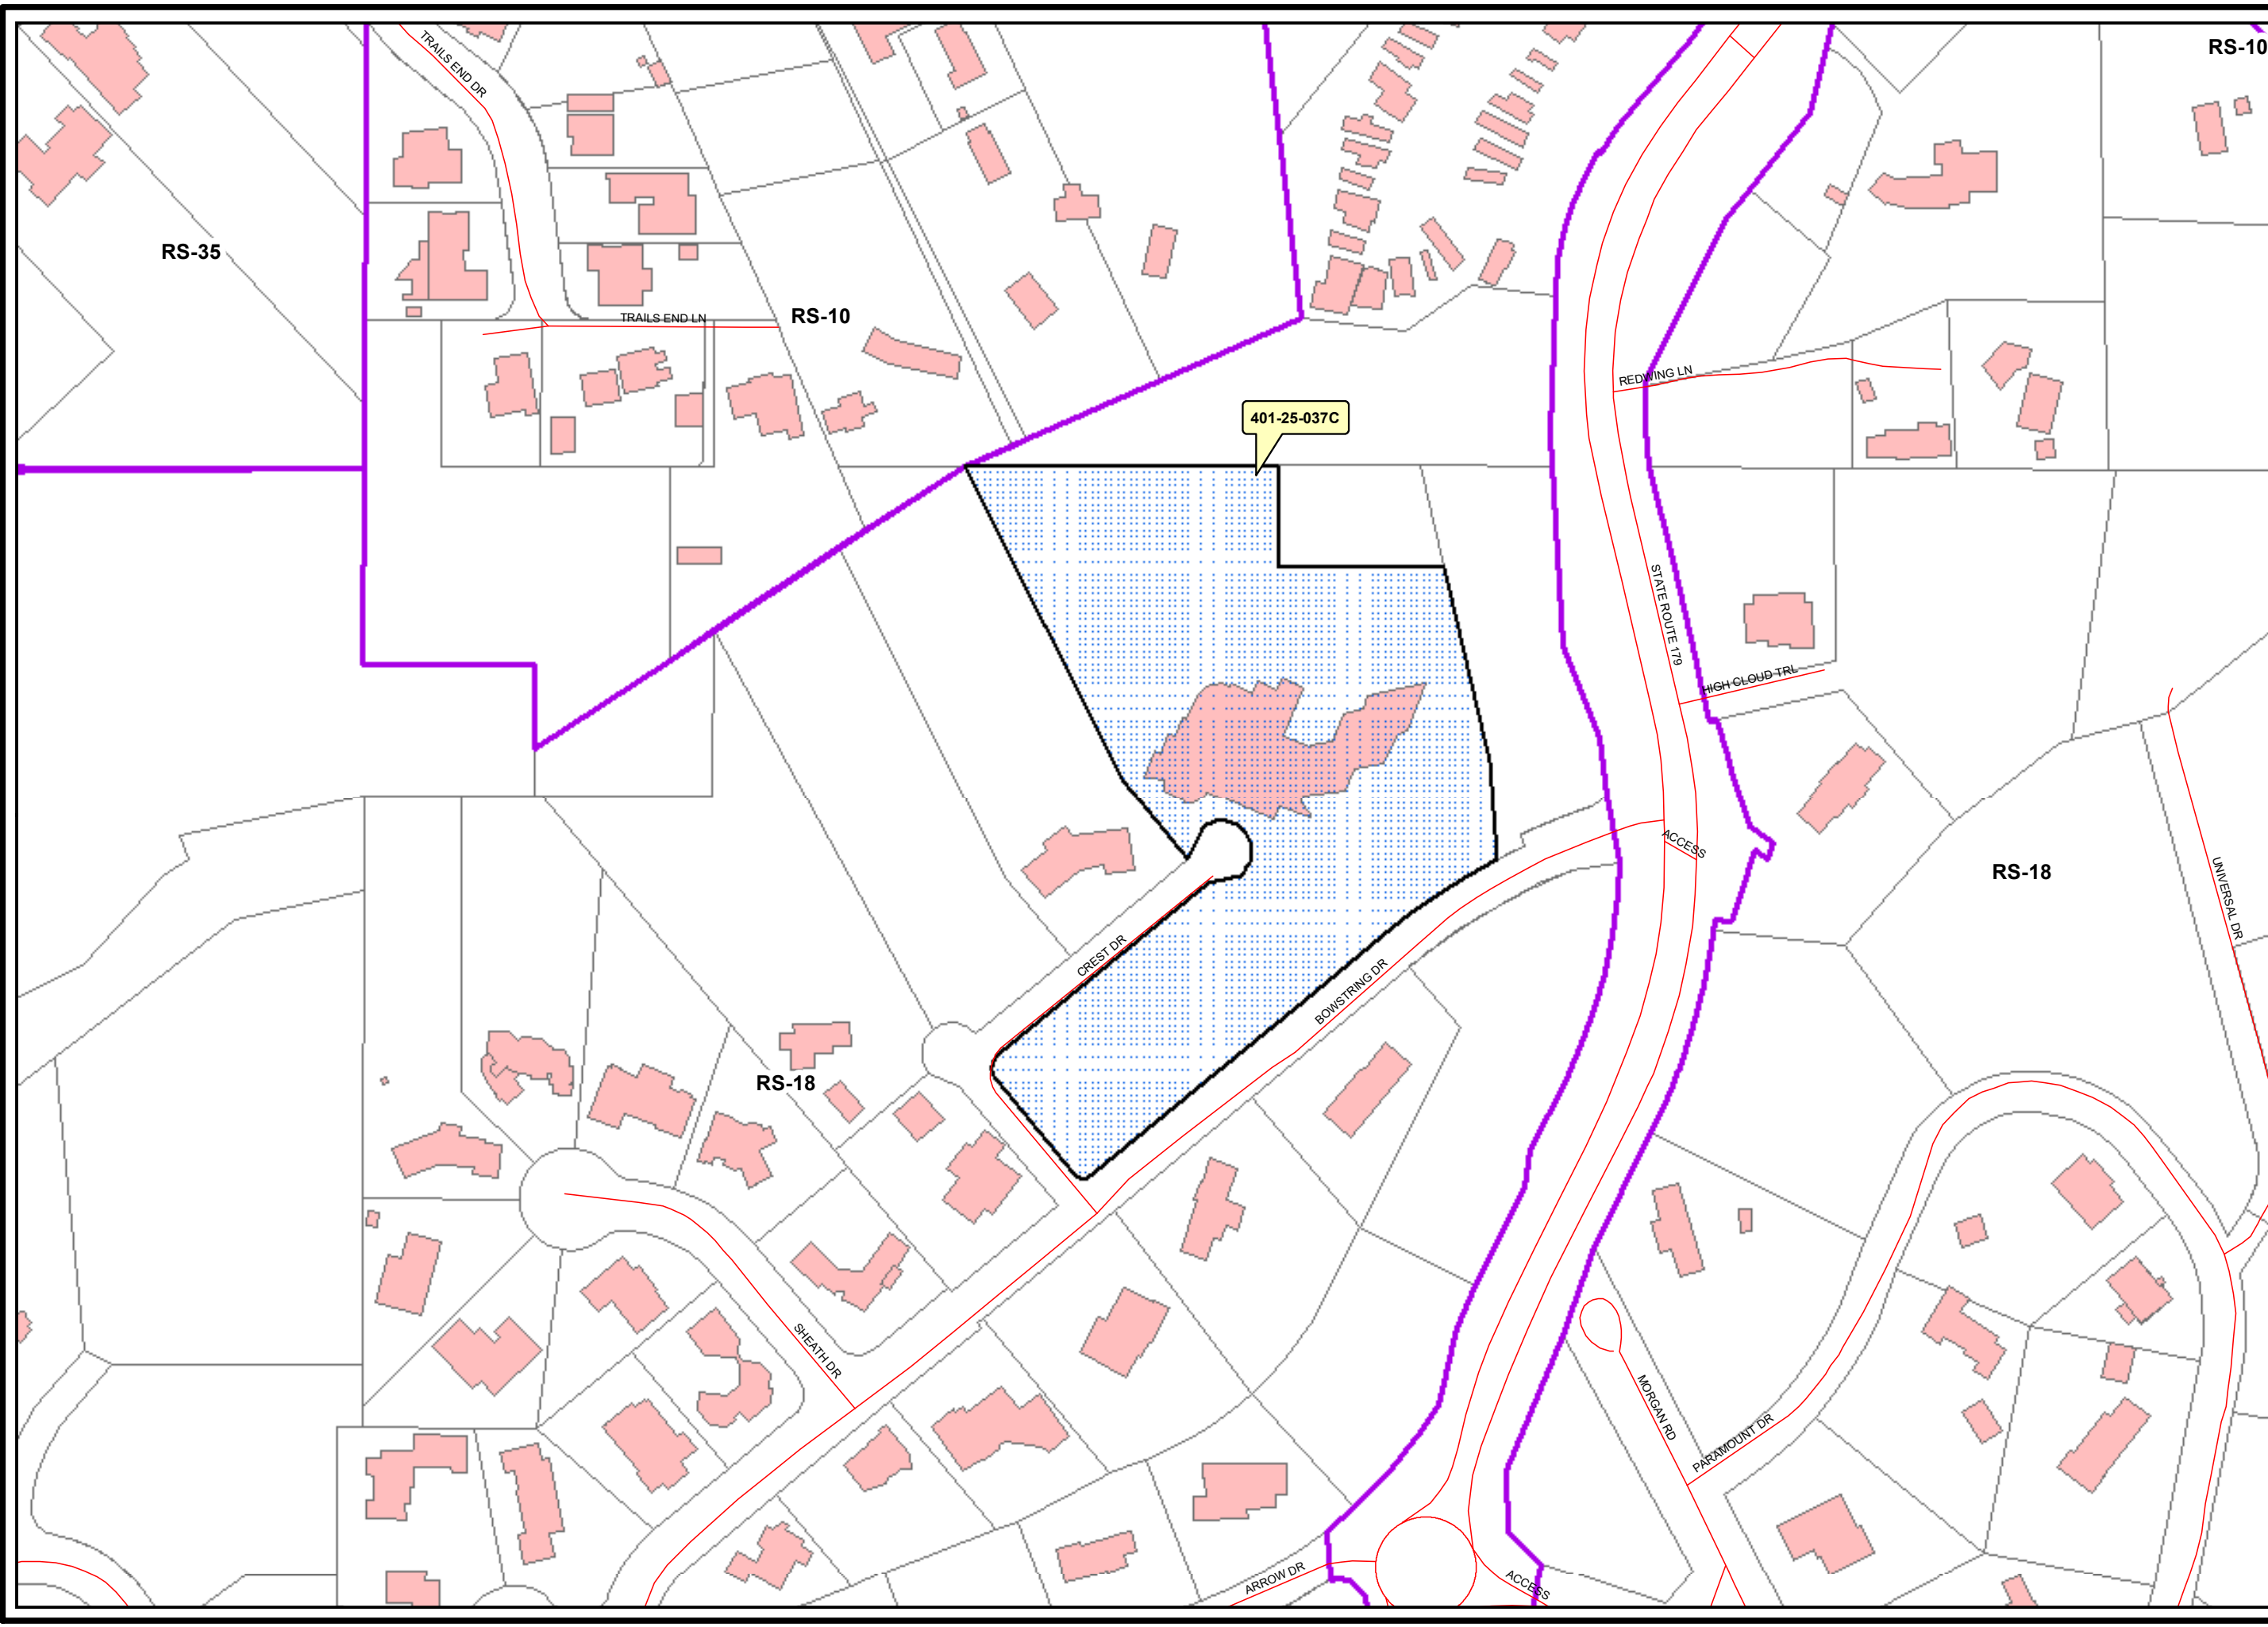 RS-10
TRAILS END DR
RS-35
RS-10
TRAILS END LN
REDWING LN
401-25-037C
STATE ROUTE 179
HIGH CLOUD TRL
ACCESS
RS-18
UNIVERSAL DR
CREST DR
BOWSTRING DR
RS-18
SHEATH DR
MORGAN RD
PARAMOUNT DR
ARROW DR
ACCESS